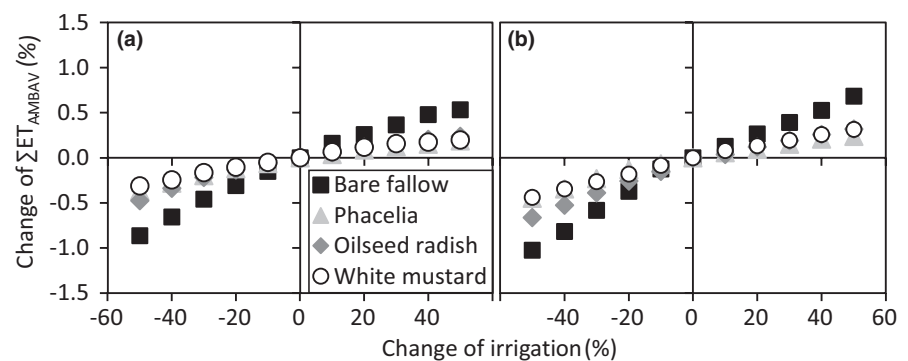 Change of ΣET_AMBAV (%)
1.5
1.0
0.5
0.0
-0.5
-1.0
-1.5
(a)
(b)
Bare fallow
Phacelia
Oilseed radish
White mustard
-60 -40 -20 0 20 40 -60 -40 -20 0 20 40 60
Change of irrigation (%)